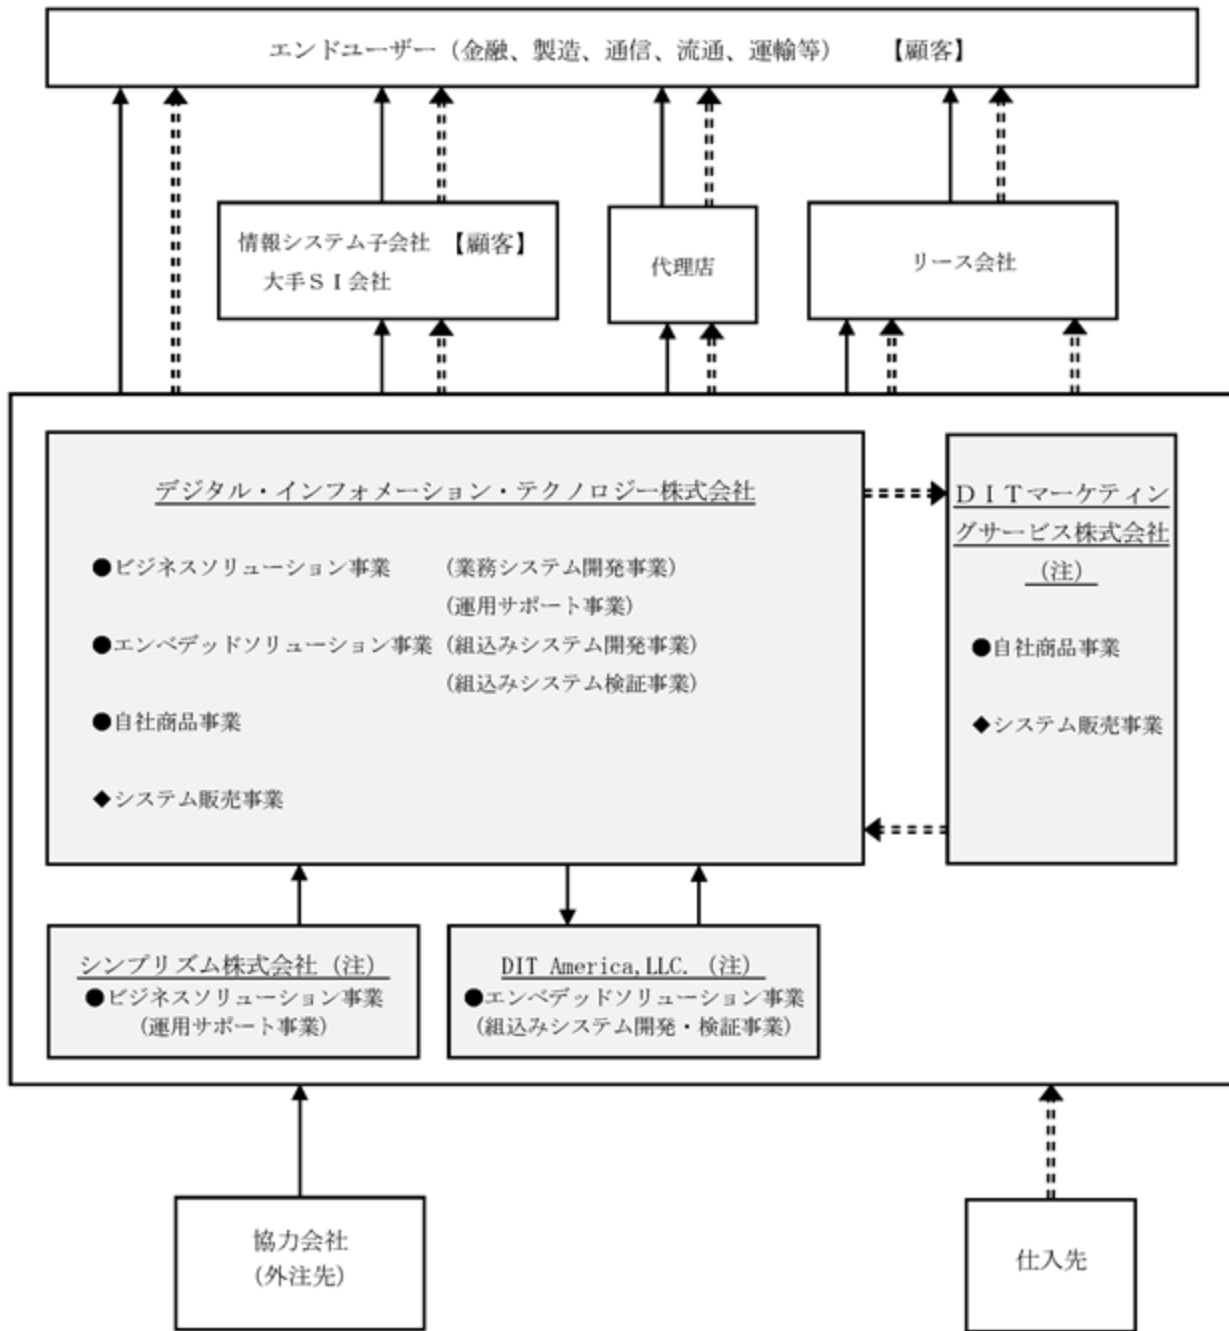 エンドユーザー（金融、製造、通信、流通、運輸等）　【顧客】
情報システム子会社　【顧客】
大手ＳＩ会社
代理店
リース会社
デジタル・インフォメーション・テクノロジー株式会社
●ビジネスソリューション事業　(業務システム開発事業)
(運用サポート事業)
●エンベデッドソリューション事業　(組込みシステム開発事業)
(組込みシステム検証事業)
●自社商品事業
◆システム販売事業
ＤＩＴマーケティン
グサービス株式会社
（注）
●自社商品事業
◆システム販売事業
シンプリズム株式会社（注）
●ビジネスソリューション事業
(運用サポート事業)
DIT America,LLC.（注）
●エンベデッドソリューション事業
(組込みシステム開発・検証事業)
協力会社
(外注先)
仕入先